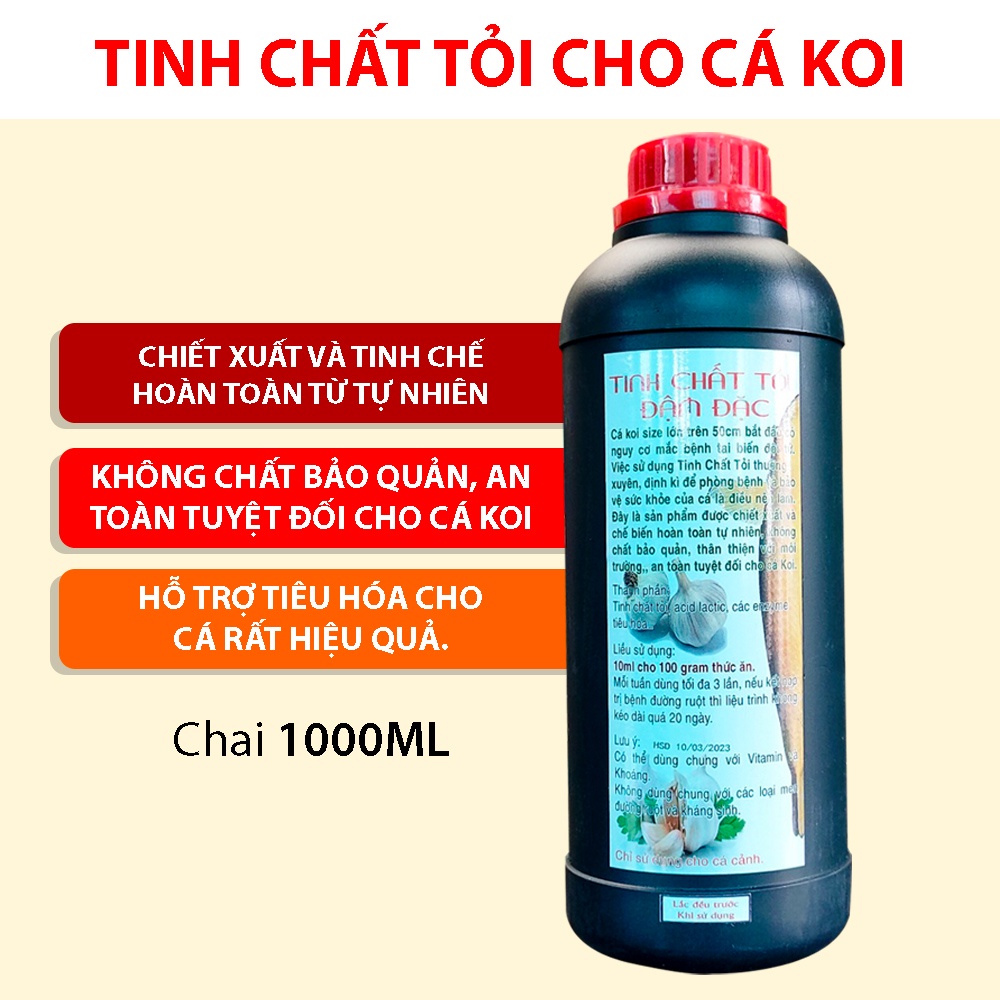 TINH CHẤT TỎI CHO CÁ KOI
CHIẾT XUẤT VÀ TINH CHẾ
HOÀN TOÀN TỪ TỰ NHIÊN
KHÔNG CHẤT BẢO QUẢN, AN
TOÀN TUYỆT ĐỐI CHO CÁ KOI
HỖ TRỢ TIÊU HÓA CHO
CÁ RẤT HIỆU QUẢ.
Chai 1000ML
TINH CHẤT TỎI
ĐẬM ĐẶC
Cá koi size lớn trên 50cm bắt đầu có
nguy cơ mắc bệnh tai biến
Việc sử dụng Tinh Chất Tỏi thường
xuyên, định kì để phòng bệnh và bảo
vệ sức khỏe của cá là điều nên làm.
Đây là sản phẩm được chiết xuất và
chế biến hoàn toàn tự nhiên, không
chất bảo quản, thân thiện với môi
trường,, an toàn tuyệt đối cho cá Koi.
Thành phần:
Tinh chất tỏi, acid lactic, các enzyme
tiêu hóa..
Liều sử dụng:
10ml cho 100 gram thức ăn.
Mỗi tuần dùng tối đa 3 lần, nếu kết hợp
trị bệnh đường ruột thì liệu trình không
kéo dài quá 20 ngày.
Lưu ý: HSD 10/03/2023
Có thể dùng chung với Vitamin và
Khoáng.
Không dùng chung với các loại men
đường ruột và kháng sinh.
Chỉ sử dụng cho cá cảnh.
Lắc đều trước
Khi sử dụng